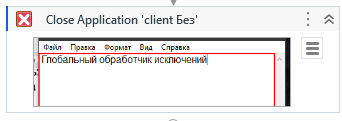 Close Application 'client Без'
Файл Правка Формат Вид Справка
Глобальный обработчик исключений